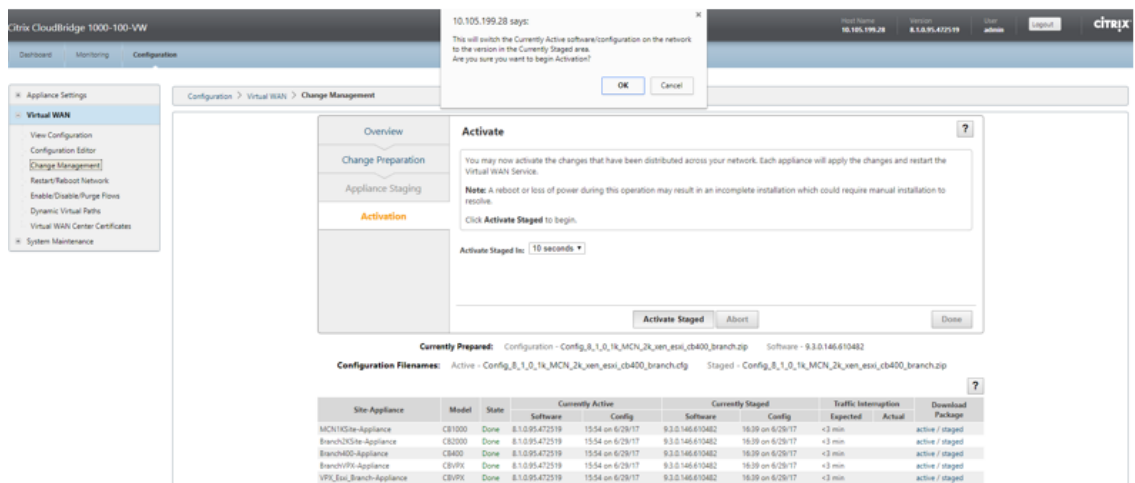 Citrix CloudBridge 1000-100-VW
Host Name
10.105.199.28
Version
8.1.0.95.472519
User
admin
Logout
CİTRIX
Dashboard Monitoring Configuration
10.105.199.28 says:
×
This will switch the Currently Active software/configuration on the network
to the version in the Currently Staged area.
Are you sure you want to begin Activation?
OK Cancel
+ Appliance Settings
- Virtual WAN
View Configuration
Configuration Editor
Change Management
Restart/Reboot Network
Enable/Disable/Purge Flows
Dynamic Virtual Paths
Virtual WAN Center Certificates
+ System Maintenance
Configuration > Virtual WAN > Change Management
Overview
Change Preparation
Appliance Staging
Activation
Activate
?
You may now activate the changes that have been distributed across your network. Each appliance will apply the changes and restart the
Virtual WAN Service.
Note: A reboot or loss of power during this operation may result in an incomplete installation which could require manual installation to
resolve.
Click Activate Staged to begin.
Activate Staged In: 10 seconds
Activate Staged Abort Done
Currently Prepared: Configuration - Config_8_1_0_1k_MCN_2k_xen_esxi_cb400_branch.zip Software - 9.3.0.146.610482
Configuration Filenames: Active - Config_8_1_0_1k_MCN_2k_xen_esxi_cb400_branch.cfg Staged - Config_8_1_0_1k_MCN_2k_xen_esxi_cb400_branch.zip
?
Site-Appliance Model State Currently Active Currently Staged Traffic Interruption Download Package
Software Config Software Config Expected Actual
MCN1KSite-Appliance CB1000 Done 8.1.0.95.472519 15:54 on 6/29/17 9.3.0.146.610482 16:39 on 6/29/17 <3 min active / staged
Branch2KSite-Appliance CB2000 Done 8.1.0.95.472519 15:54 on 6/29/17 9.3.0.146.610482 16:39 on 6/29/17 <3 min active / staged
Branch400-Appliance CB400 Done 8.1.0.95.472519 15:54 on 6/29/17 9.3.0.146.610482 16:39 on 6/29/17 <3 min active / staged
BranchVPX-Appliance CBVPX Done 8.1.0.95.472519 15:54 on 6/29/17 9.3.0.146.610482 16:39 on 6/29/17 <3 min active / staged
VPX_Esxi_Branch-Appliance CBVPX Done 8.1.0.95.472519 15:54 on 6/29/17 9.3.0.146.610482 16:39 on 6/29/17 <3 min active / staged